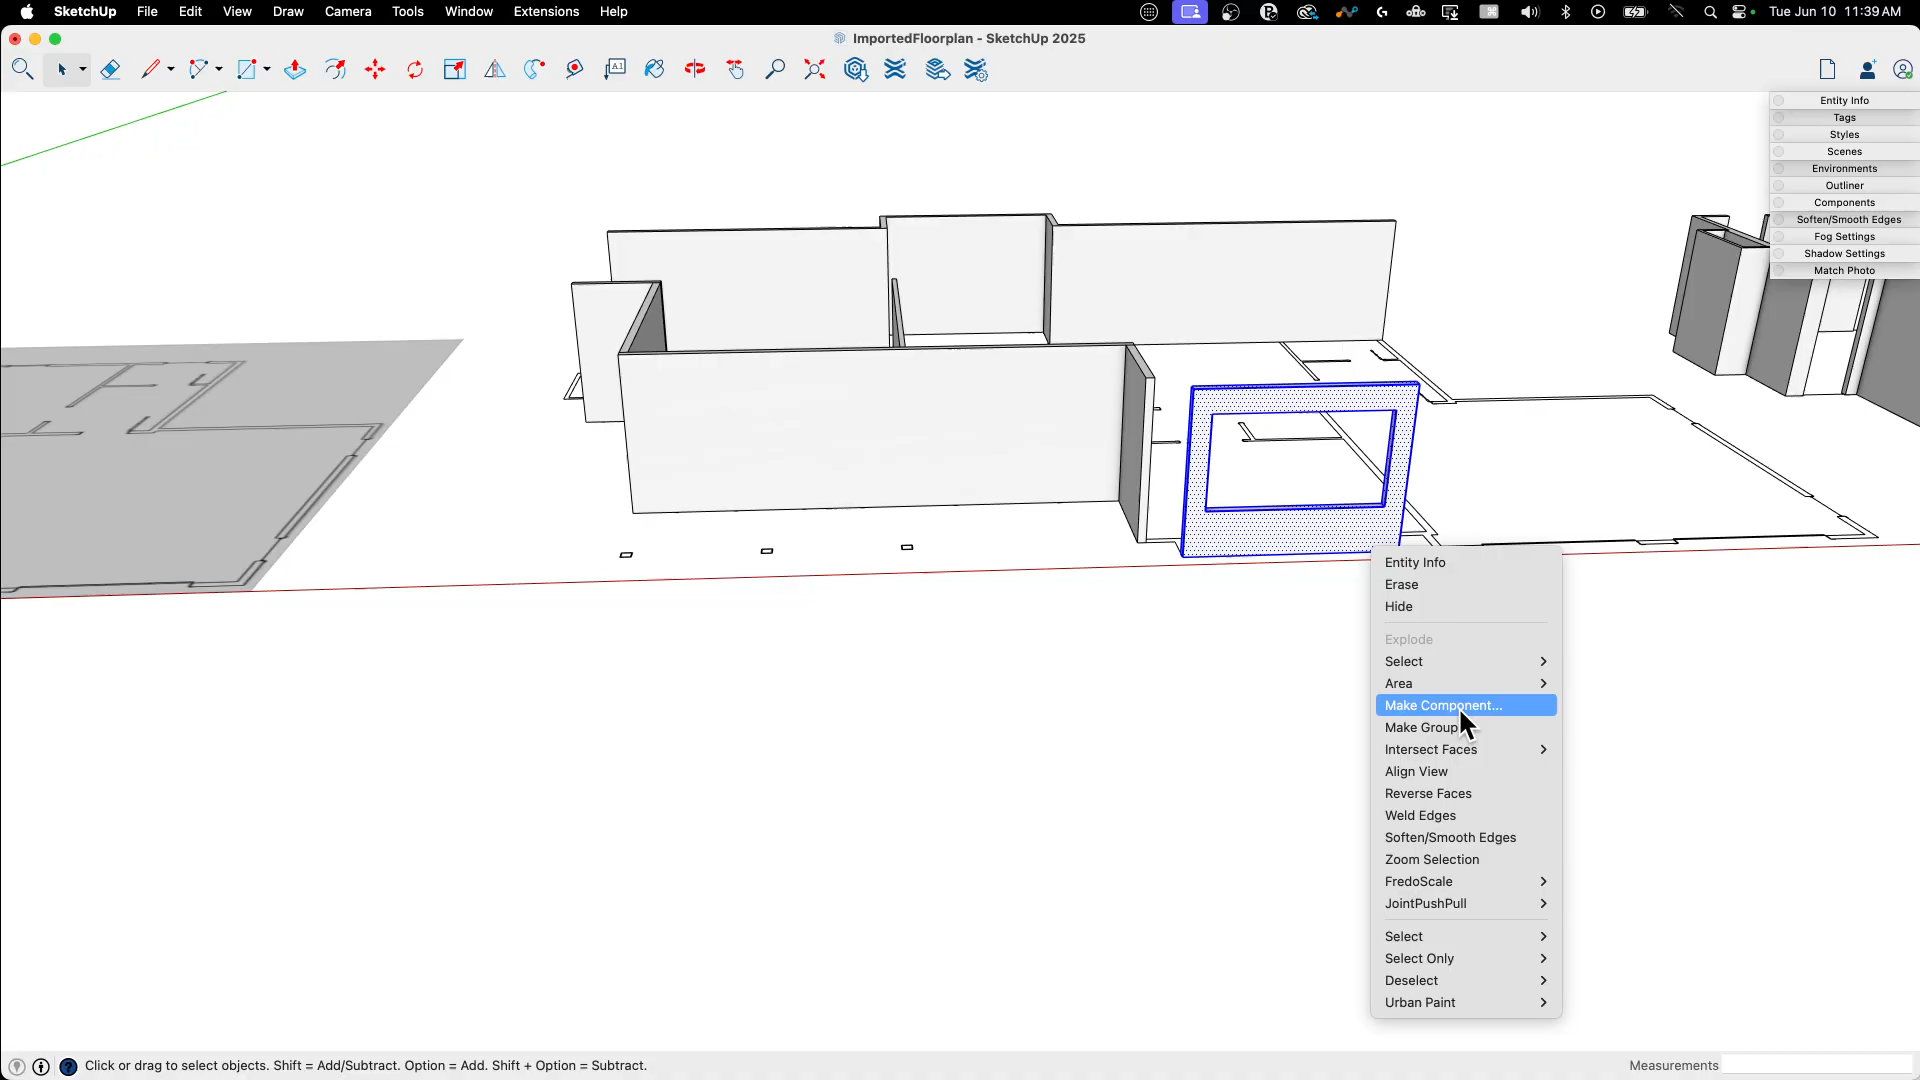 SketchUp File Edit View Draw Camera Tools Window Extensions Help Tue Jun 10 11:39 AM
ImportedFloorplan - SketchUp 2025
A1
Entity Info
Tags
Styles
Scenes
Environments
Outliner
Components
Soften/Smooth Edges
Fog Settings
Shadow Settings
Match Photo
Entity Info
Erase
Hide
Explode
Select
Area
Make Component...
Make Group
Intersect Faces
Align View
Reverse Faces
Weld Edges
Soften/Smooth Edges
Zoom Selection
FredoScale
JointPushPull
Select
Select Only
Deselect
Urban Paint
Click or drag to select objects. Shift = Add/Subtract. Option = Add. Shift + Option = Subtract.
Measurements